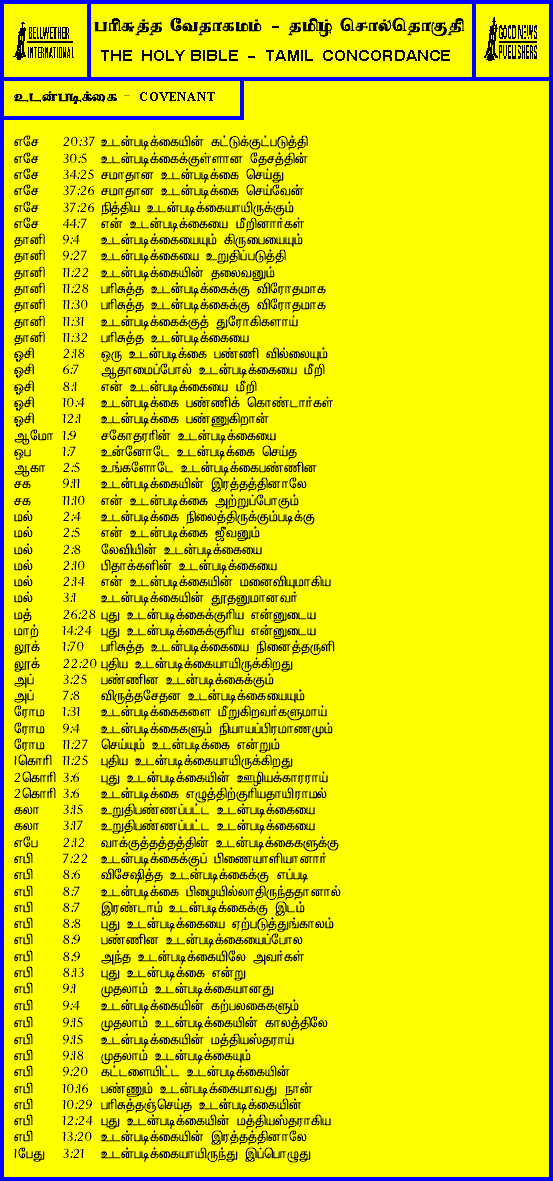 BELLWETHER
INTERNATIONAL
பரிசுத்த வேதாகமம் - தமிழ் சொல்தொகுதி
THE HOLY BIBLE - TAMIL CONCORDANCE
GOOD NEWS
PUBLISHERS
உடன்படிக்கை - COVENANT
எசே 20:37 உடன்படிக்கையின் கட்டுக்குட்படுத்தி
எசே 30:5 உடன்படிக்கைக்குள்ளான தேசத்தின்
எசே 34:25 சமாதான உடன்படிக்கை செய்து
எசே 37:26 சமாதான உடன்படிக்கை செய்வேன்
எசே 37:26 நித்திய உடன்படிக்கையாயிருக்கும்
எசே 44:7 என் உடன்படிக்கையை மீறினார்கள்
தானி 9:4 உடன்படிக்கையையும் கிருபையையும்
தானி 9:27 உடன்படிக்கையை உறுதிப்படுத்தி
தானி 11:22 உடன்படிக்கையின் தலைவனும்
தானி 11:28 பரிசுத்த உடன்படிக்கைக்கு விரோதமாக
தானி 11:30 பரிசுத்த உடன்படிக்கைக்கு விரோதமாக
தானி 11:31 உடன்படிக்கைக்குத் துரோகிகளாய்
தானி 11:32 பரிசுத்த உடன்படிக்கையை
ஓசி 2:18 ஒரு உடன்படிக்கை பண்ணி வில்லையும்
ஓசி 6:7 ஆதாமைப்போல் உடன்படிக்கையை மீறி
ஓசி 8:1 என் உடன்படிக்கையை மீறி
ஓசி 10:4 உடன்படிக்கை பண்ணிக் கொண்டார்கள்
ஓசி 12:1 உடன்படிக்கை பண்ணுகிறான்
ஆமோ 1:9 சகோதரரின் உடன்படிக்கையை
ஒப 1:7 உன்னோடே உடன்படிக்கை செய்த
ஆகா 2:5 உங்களோடே உடன்படிக்கைபண்ணின
சக 9:11 உடன்படிக்கையின் இரத்தத்தினாலே
சக 11:10 என் உடன்படிக்கை அற்றுப்போகும்
மல் 2:4 உடன்படிக்கை நிலைத்திருக்கும்படிக்கு
மல் 2:5 என் உடன்படிக்கை ஜீவனும்
மல் 2:8 லேவியின் உடன்படிக்கையை
மல் 2:10 பிதாக்களின் உடன்படிக்கையை
மல் 2:14 என் உடன்படிக்கையின் மனைவியுமாகிய
மல் 3:1 உடன்படிக்கையின் தூதனுமானவர்
மத் 26:28 புது உடன்படிக்கைக்குரிய என்னுடைய
மாற் 14:24 புது உடன்படிக்கைக்குரிய என்னுடைய
லூக் 1:70 பரிசுத்த உடன்படிக்கையை நினைத்தருளி
லூக் 22:20 புதிய உடன்படிக்கையாயிருக்கிறது
அப் 3:25 பண்ணின உடன்படிக்கைக்கும்
அப் 7:8 விருத்தசேதன உடன்படிக்கையையும்
ரோம 1:31 உடன்படிக்கைகளை மீறுகிறவர்களுமாய்
ரோம 9:4 உடன்படிக்கைகளும் நியாயப்பிரமாணமும்
ரோம 11:27 செய்யும் உடன்படிக்கை என்றும்
1கொரி 11:25 புதிய உடன்படிக்கையாயிருக்கிறது
2கொரி 3:6 புது உடன்படிக்கையின் ஊழியக்காரராய்
2கொரி 3:6 உடன்படிக்கை எழுத்திற்குரியதாயிராமல்
கலா 3:15 உறுதிபண்ணப்பட்ட உடன்படிக்கையை
கலா 3:17 உறுதிபண்ணப்பட்ட உடன்படிக்கையை
எபே 2:12 வாக்குத்தத்தத்தின் உடன்படிக்கைகளுக்கு
எபி 7:22 உடன்படிக்கைக்குப் பிணையாளியானார்
எபி 8:6 விசேஷித்த உடன்படிக்கைக்கு எப்படி
எபி 8:7 உடன்படிக்கை பிழையில்லாதிருந்ததானால்
எபி 8:7 இரண்டாம் உடன்படிக்கைக்கு இடம்
எபி 8:8 புது உடன்படிக்கையை ஏற்படுத்துங்காலம்
எபி 8:9 பண்ணின உடன்படிக்கையைப்போல
எபி 8:9 அந்த உடன்படிக்கையிலே அவர்கள்
எபி 8:13 புது உடன்படிக்கை என்று
எபி 9:1 முதலாம் உடன்படிக்கையானது
எபி 9:4 உடன்படிக்கையின் கற்பலகைகளும்
எபி 9:15 முதலாம் உடன்படிக்கையின் காலத்திலே
எபி 9:15 உடன்படிக்கையின் மத்தியஸ்தராய்
எபி 9:18 முதலாம் உடன்படிக்கையும்
எபி 9:20 கட்டளையிட்ட உடன்படிக்கையின்
எபி 10:16 பண்ணும் உடன்படிக்கையாவது நான்
எபி 10:29 பரிசுத்தஞ்செய்த உடன்படிக்கையின்
எபி 12:24 புது உடன்படிக்கையின் மத்தியஸ்தராகிய
எபி 13:20 உடன்படிக்கையின் இரத்தத்தினாலே
1பேது 3:21 உடன்படிக்கையாயிருந்து இப்பொழுது